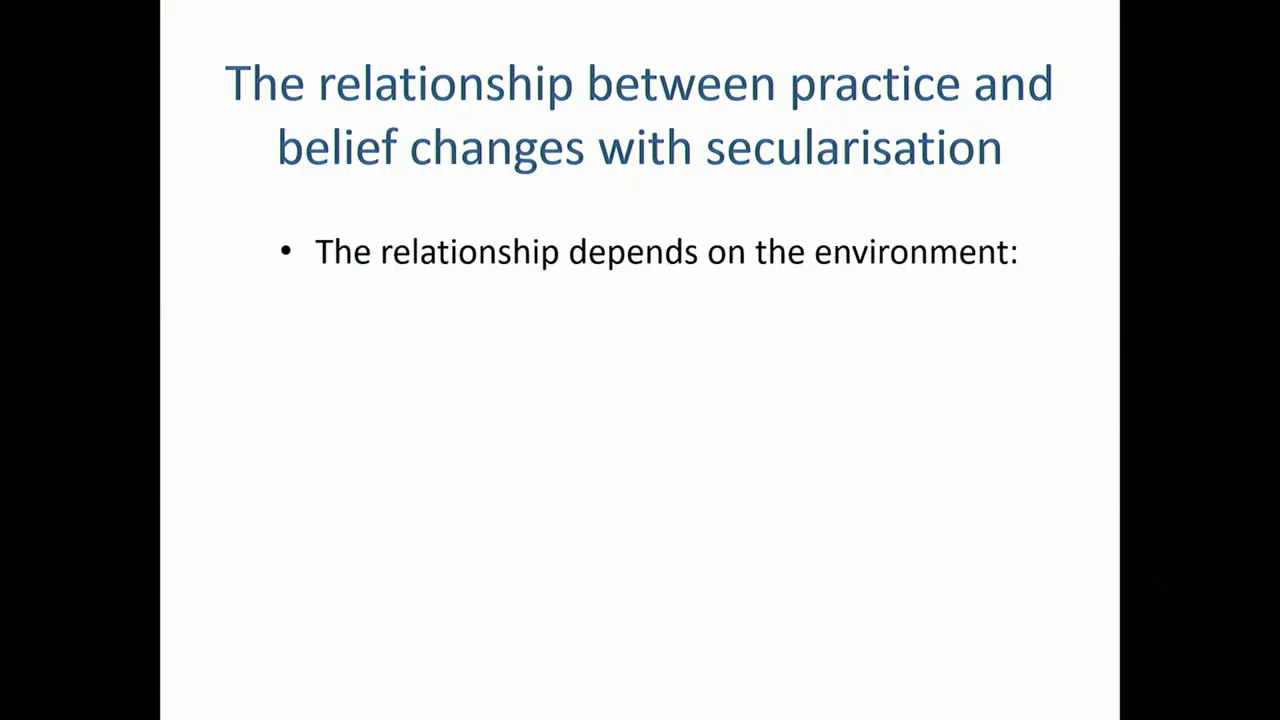 The relationship between practice and
belief changes with secularisation
• The relationship depends on the environment: